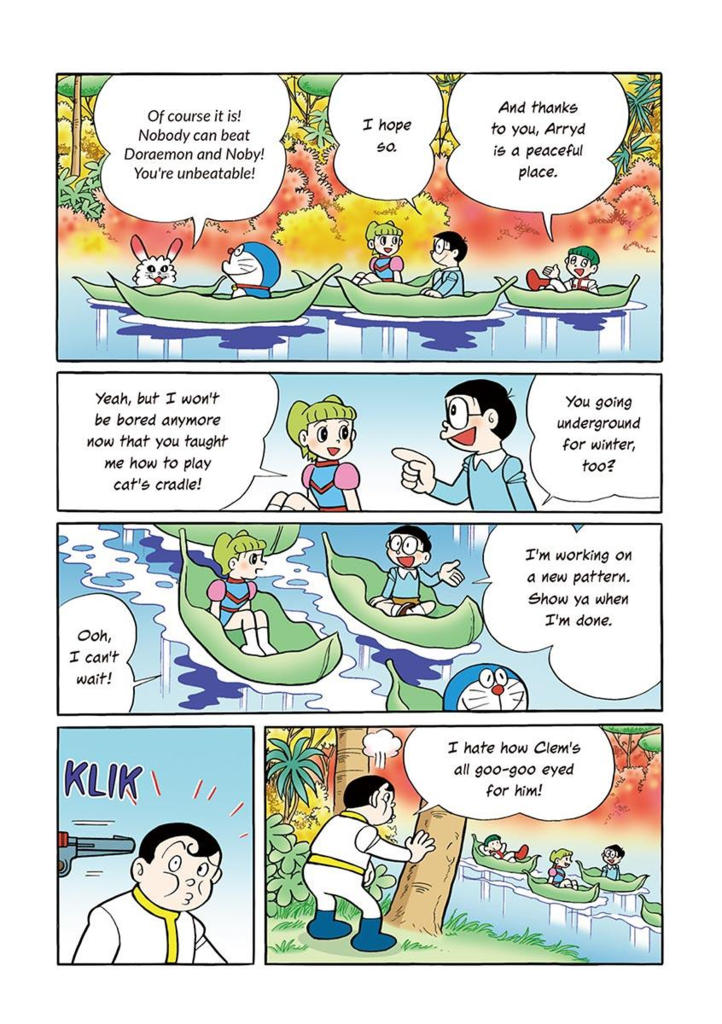 And thanks
to you, Arryd
is a peaceful
place.
I hope
so.
Of course it is!
Nobody can beat
Doraemon and Noby!
You're unbeatable!
You going
underground
for winter,
too?
Yeah, but I won't
be bored anymore
now that you taught
me how to play
cat's cradle!
I'm working on
a new pattern.
Show ya when
I'm done.
Ooh,
I can't
wait!
I hate how Clem's
all goo-goo eyed
for him!
KLIK